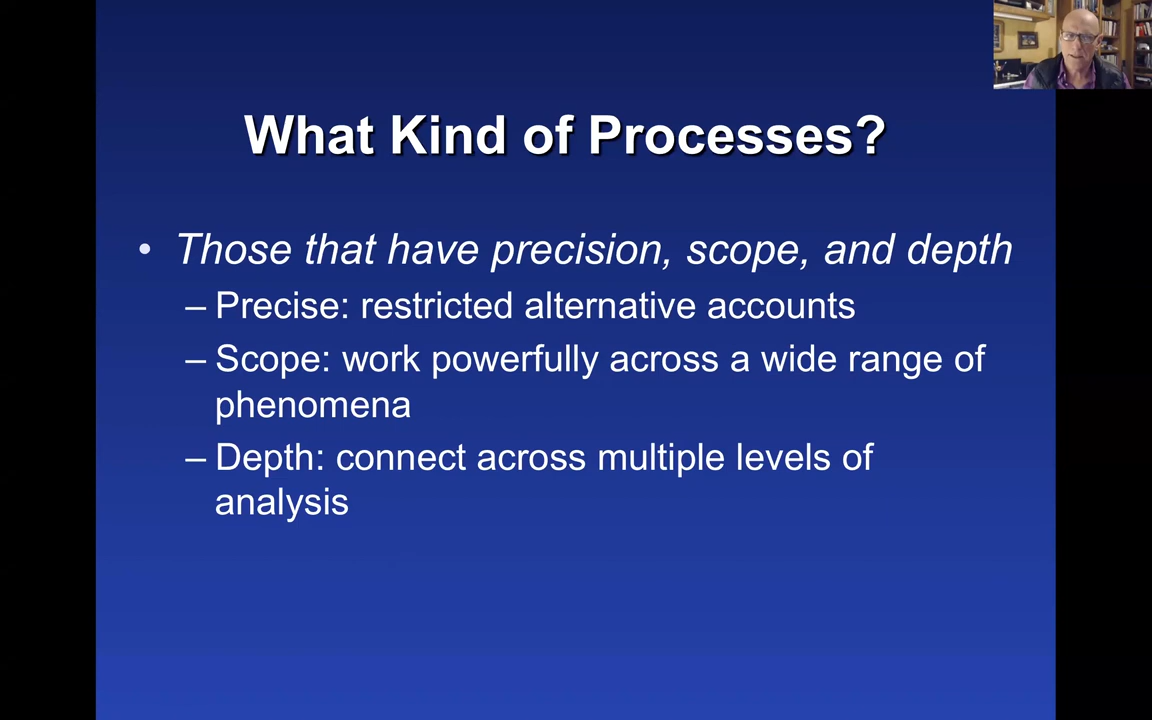 What Kind of Processes?
• Those that have precision, scope, and depth
– Precise: restricted alternative accounts
– Scope: work powerfully across a wide range of
phenomena
– Depth: connect across multiple levels of
analysis